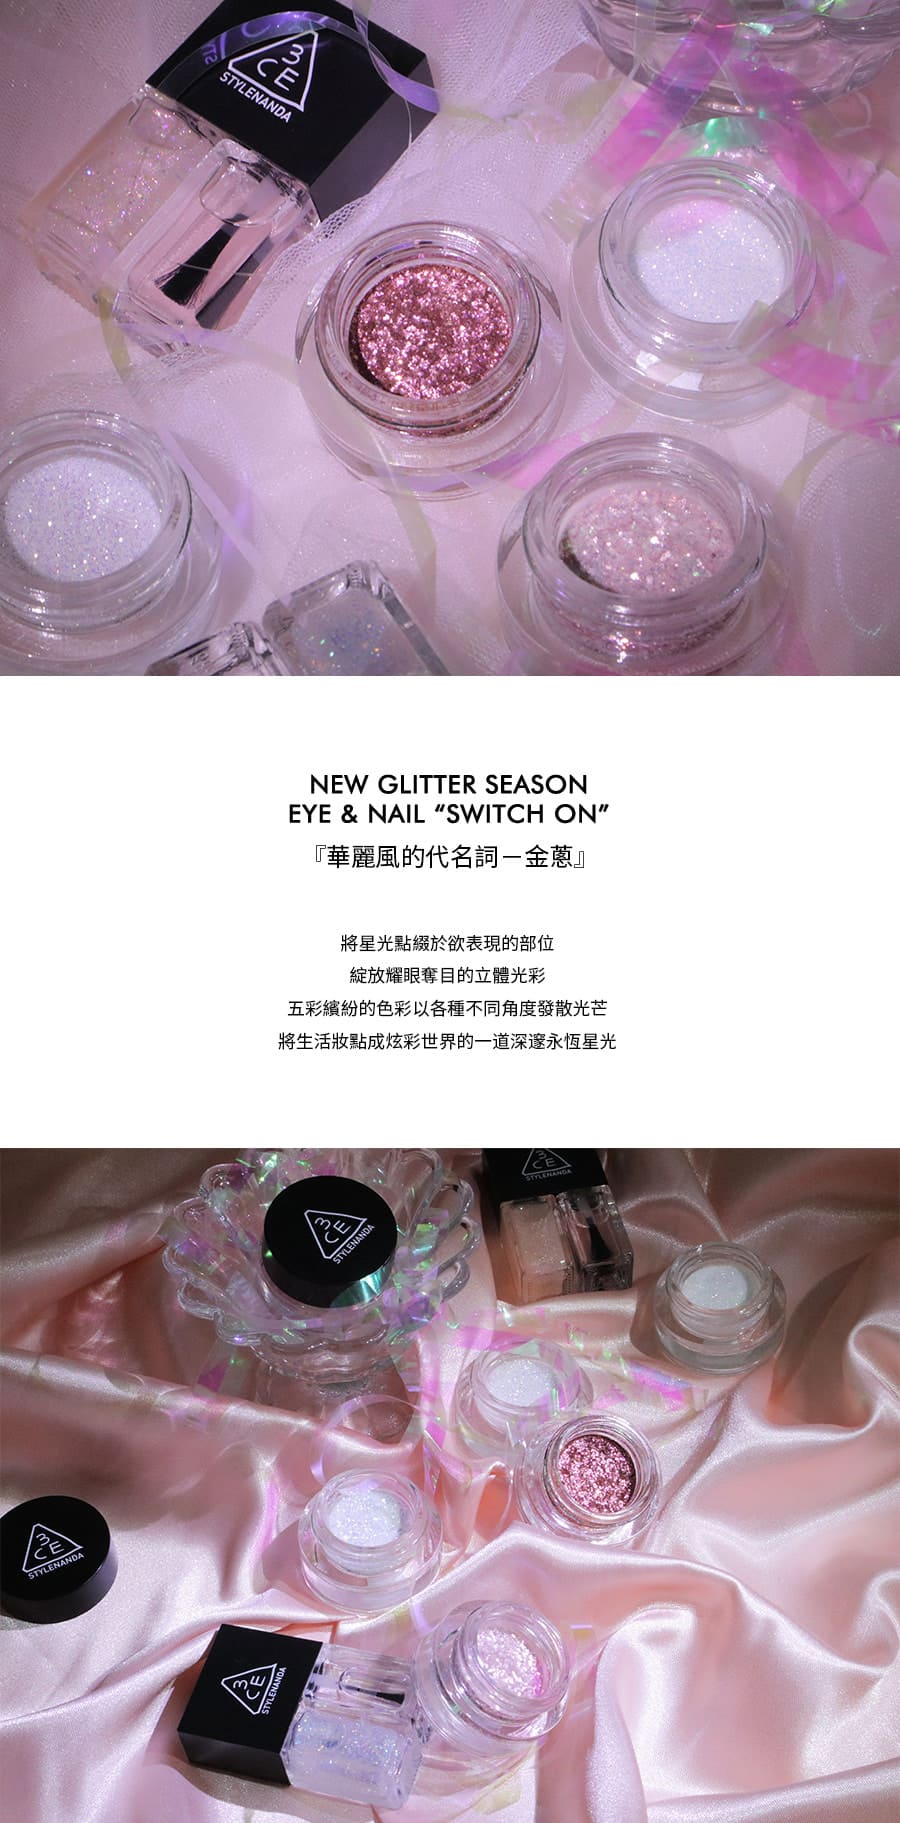 3CE
STYLENANDA
NEW GLITTER SEASON
EYE & NAIL “SWITCH ON”
『華麗風的代名詞－金蔥』
將星光點綴於欲表現的部位
綻放耀眼奪目的立體光彩
五彩繽紛的色彩以各種不同角度發散光芒
將生活妝點成炫彩世界的一道深邃永恆星光
3CE
STYLENANDA
3CE
STYLENANDA
3CE
STYLENANDA
3CE
STYLENANDA